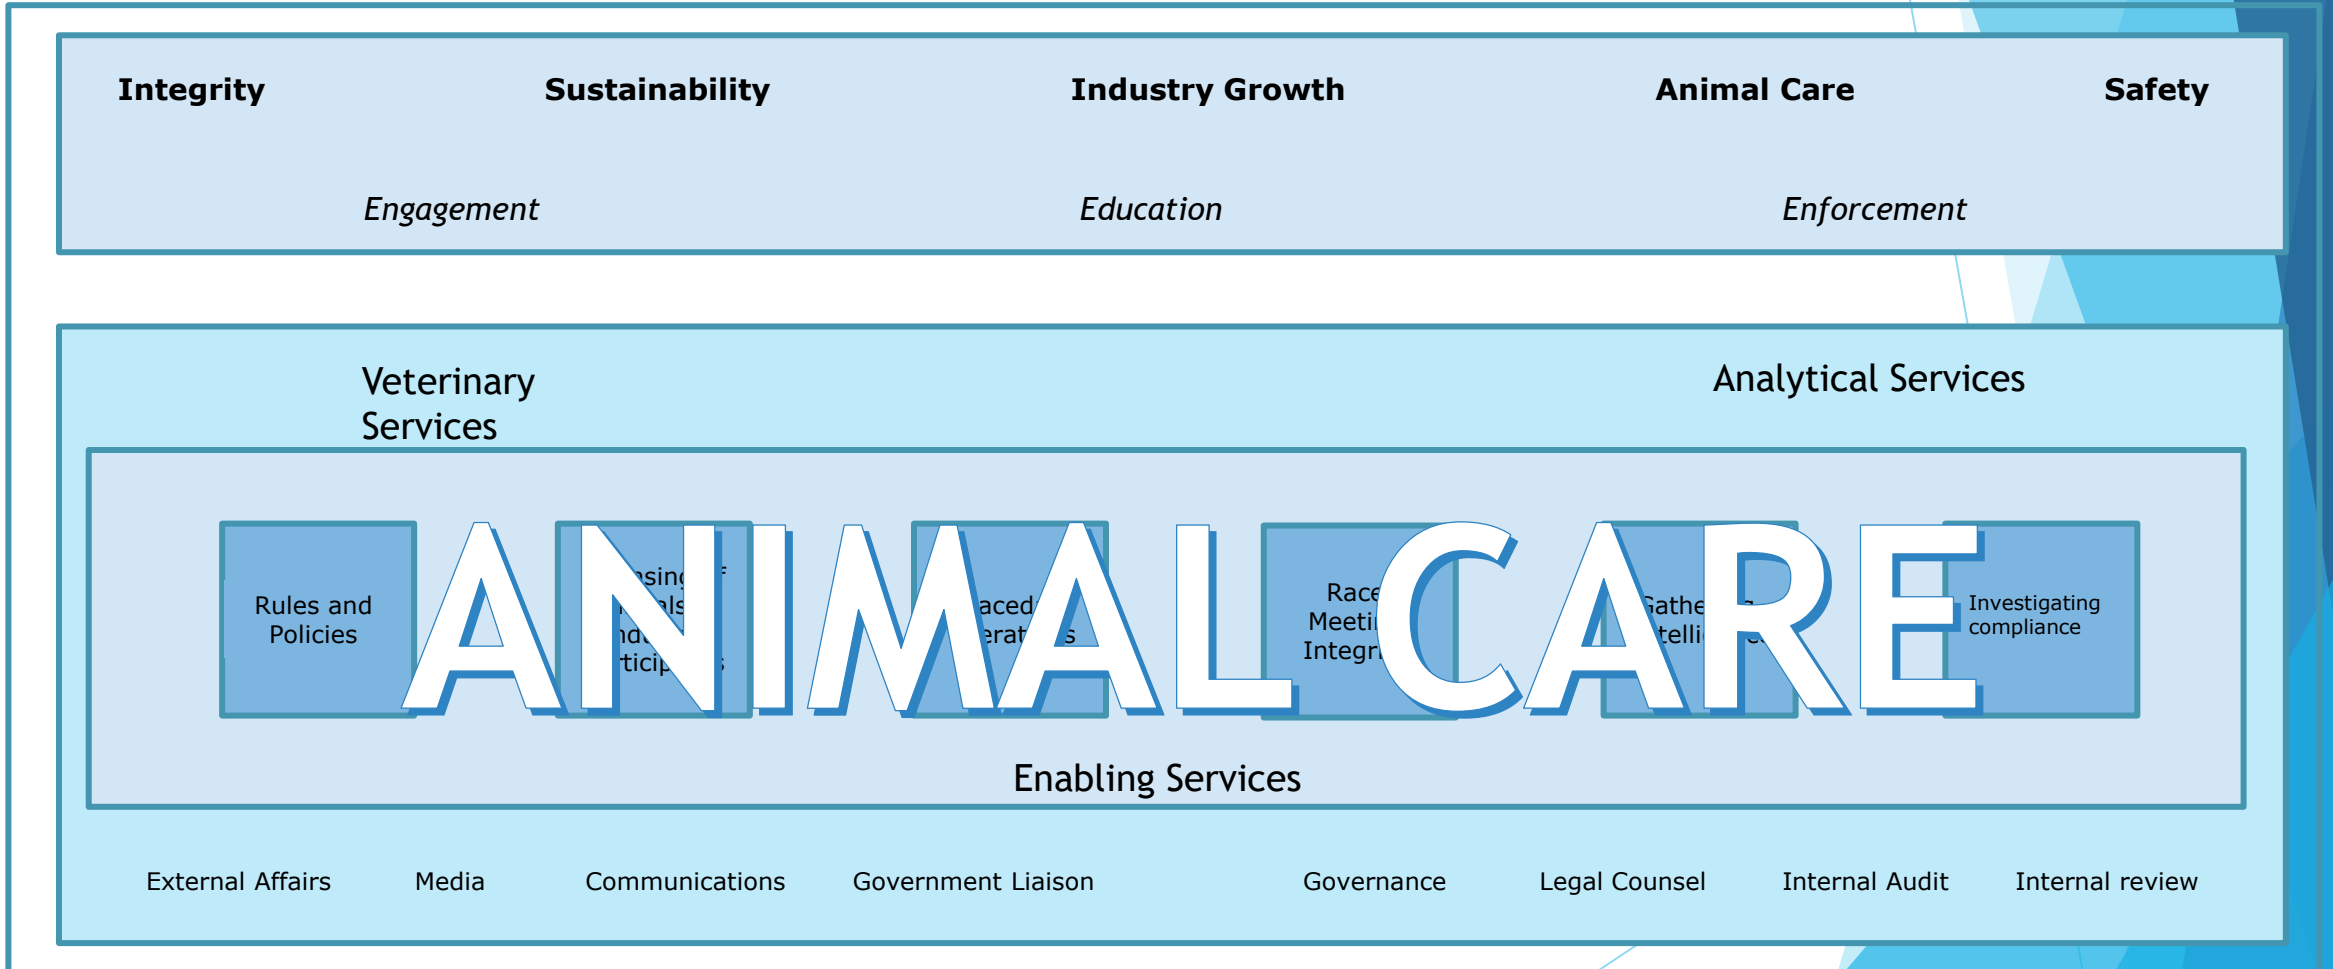 Integrity Sustainability Industry Growth Animal Care Safety
Engagement Education Enforcement
Veterinary
Services
Analytical Services
ANIMAL CARE
Rules and
Policies
Race
Integrity
Investigating
compliance
Enabling Services
External Affairs Media Communications Government Liaison Governance Legal Counsel Internal Audit Internal review